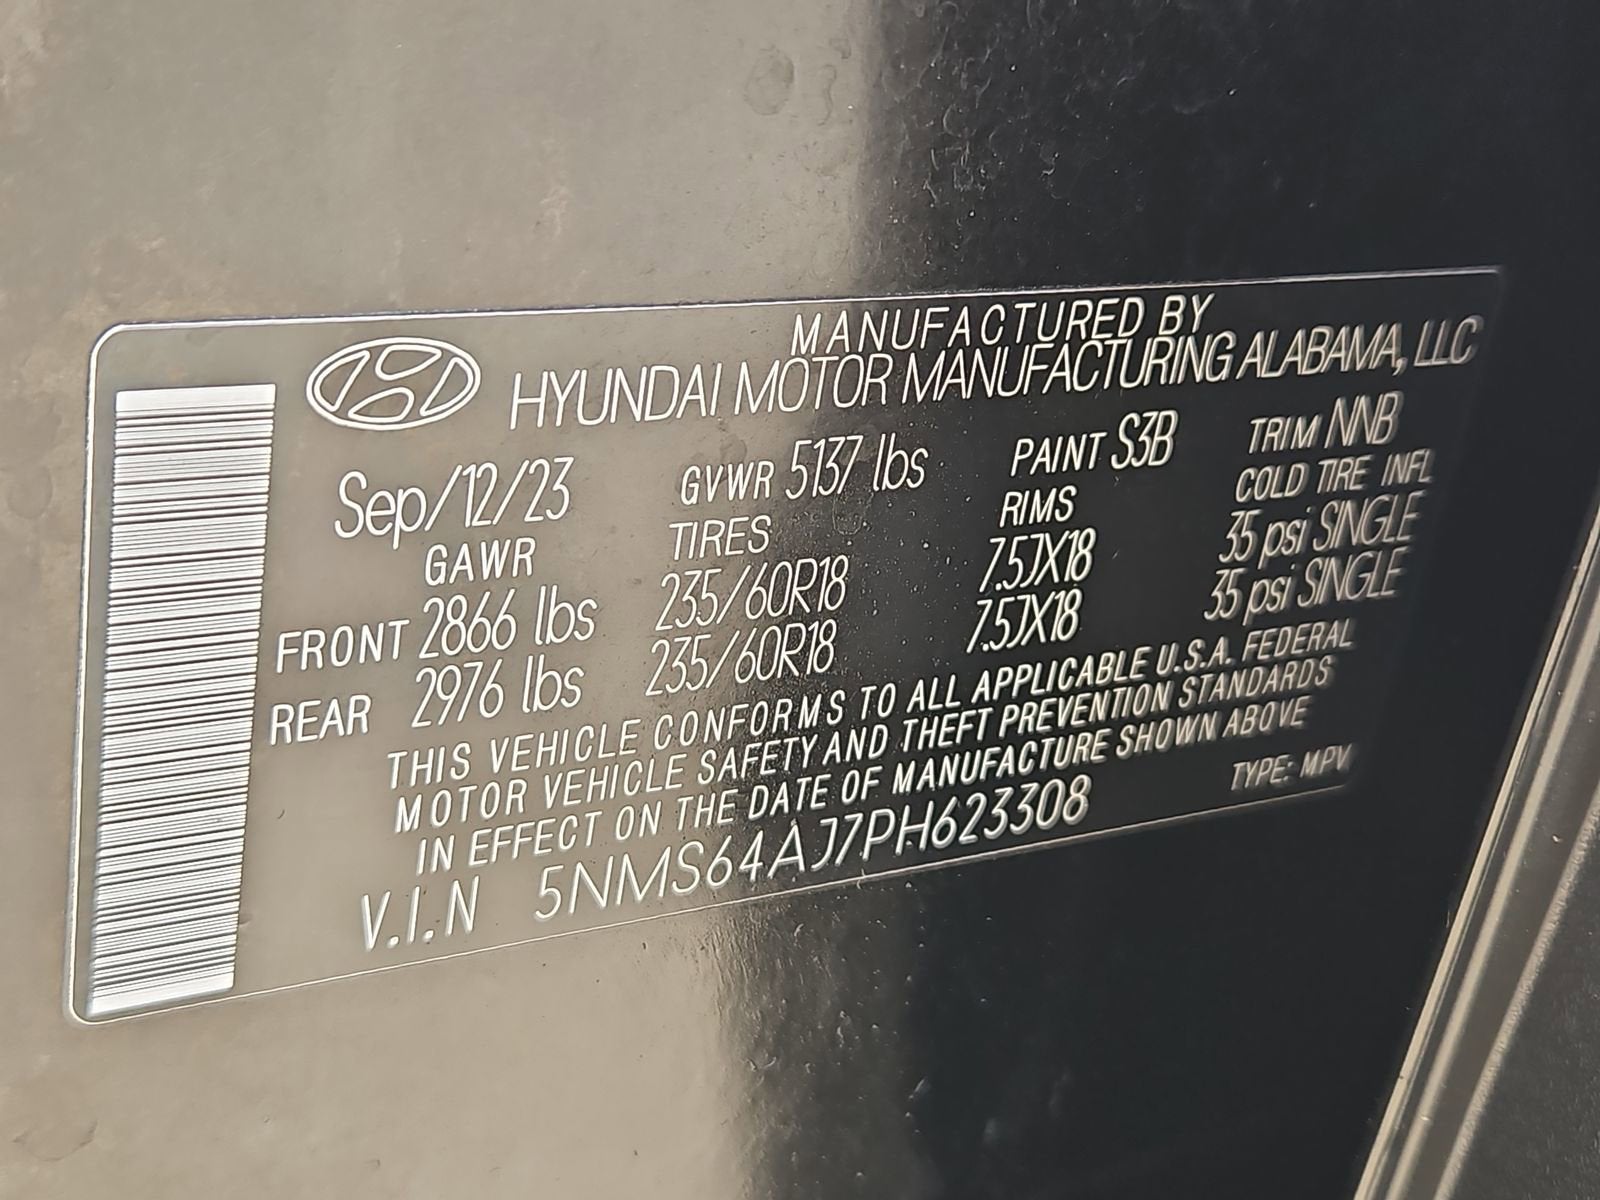 MANUFACTURED BY
HYUNDAI MOTOR MANUFACTURING ALABAMA, LLC
Sep/12/23 GVWR 5137 lbs PAINT S3B TRIM NNB
GAWR TIRES RIMS COLD TIRE INFL
FRONT 2866 lbs 235/60R18 7.5JX18 35 psi SINGLE
REAR 2976 lbs 235/60R18 7.5JX18 35 psi SINGLE
THIS VEHICLE CONFORMS TO ALL APPLICABLE U.S.A. FEDERAL
MOTOR VEHICLE SAFETY AND THEFT PREVENTION STANDARDS
IN EFFECT ON THE DATE OF MANUFACTURE SHOWN ABOVE
V.I.N 5NMS64AJ7PH623308 TYPE: MPV